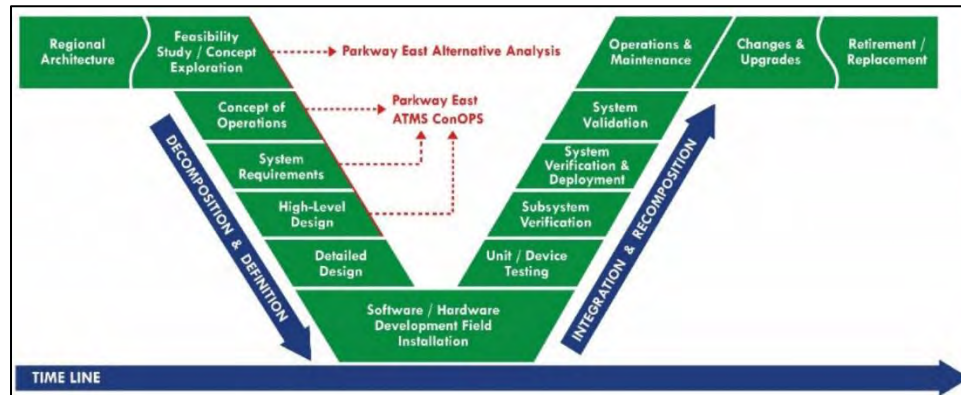 Regional
Architecture
Feasibility
Study / Concept
Exploration
Parkway East Alternative Analysis
Operations &
Maintenance
Changes &
Upgrades
Retirement /
Replacement
Concept of
Operations
Parkway East
ATMS ConOPS
System
Validation
System
Requirements
System
Verification &
Deployment
High-Level
Design
Subsystem
Verification
Detailed
Design
Unit / Device
Testing
Software / Hardware
Development Field
Installation
DECOMPOSITION & DEFINITION
INTEGRATION & RECOMPOSITION
TIME LINE